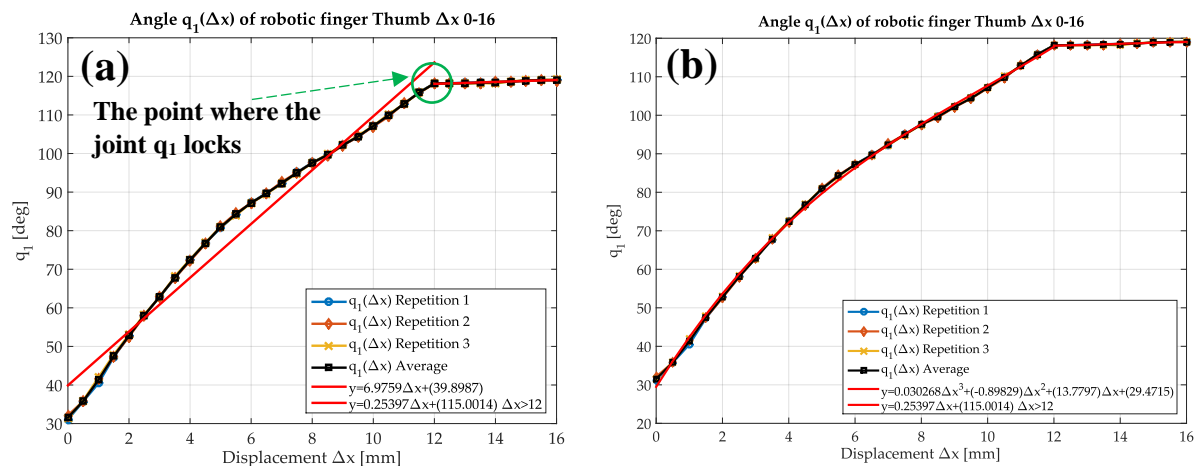 Angle q1(Δx) of robotic finger Thumb Δx 0-16
(a)
The point where the
joint q1 locks
q1 [deg]
130
120
110
100
90
80
70
60
50
40
30
0 2 4 6 8 10 12 14 16
Displacement Δx [mm]
q1(Δx) Repetition 1
q1(Δx) Repetition 2
q1(Δx) Repetition 3
q1(Δx) Average
y=6.9759Δx+(39.8987)
y=0.25397Δx+(115.0014) Δx>12
Angle q1(Δx) of robotic finger Thumb Δx 0-16
(b)
q1 [deg]
120
110
100
90
80
70
60
50
40
30
20
0 2 4 6 8 10 12 14 16
Displacement Δx [mm]
q1(Δx) Repetition 1
q1(Δx) Repetition 2
q1(Δx) Repetition 3
q1(Δx) Average
y=0.030268Δx³+(-0.89829)Δx²+(13.7797)Δx+(29.4715)
y=0.25397Δx+(115.0014) Δx>12